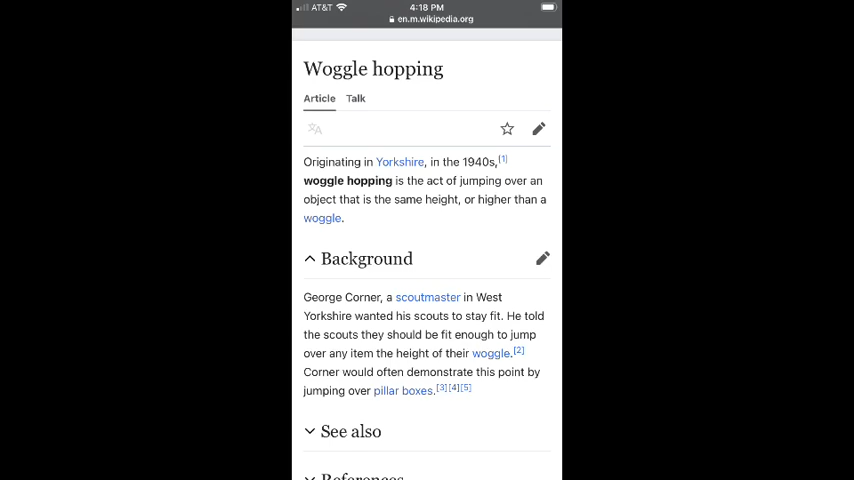 AT&T 4:18 PM
en.m.wikipedia.org
Woggle hopping
Article Talk
Originating in Yorkshire, in the 1940s,[1]
woggle hopping is the act of jumping over an
object that is the same height, or higher than a
woggle.
Background
George Corner, a scoutmaster in West
Yorkshire wanted his scouts to stay fit. He told
the scouts they should be fit enough to jump
over any item the height of their woggle.[2]
Corner would often demonstrate this point by
jumping over pillar boxes.[3][4][5]
See also
References